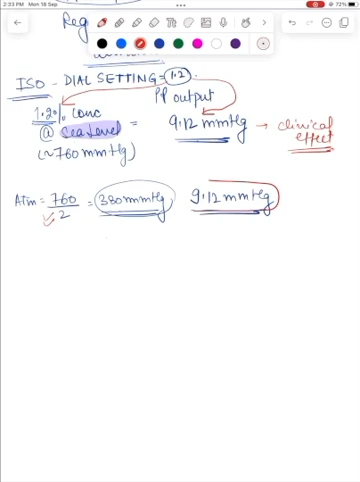 2:33 PM Mon 18 Sep
72%
Reg
ISO - DIAL SETTING = 1.2
PP output
1.2% conc
@ Sea level = 9.12 mmHg → clinical effect
(~760 mmHg)
Atm = 760/2 = 380 mmHg 9.12 mmHg